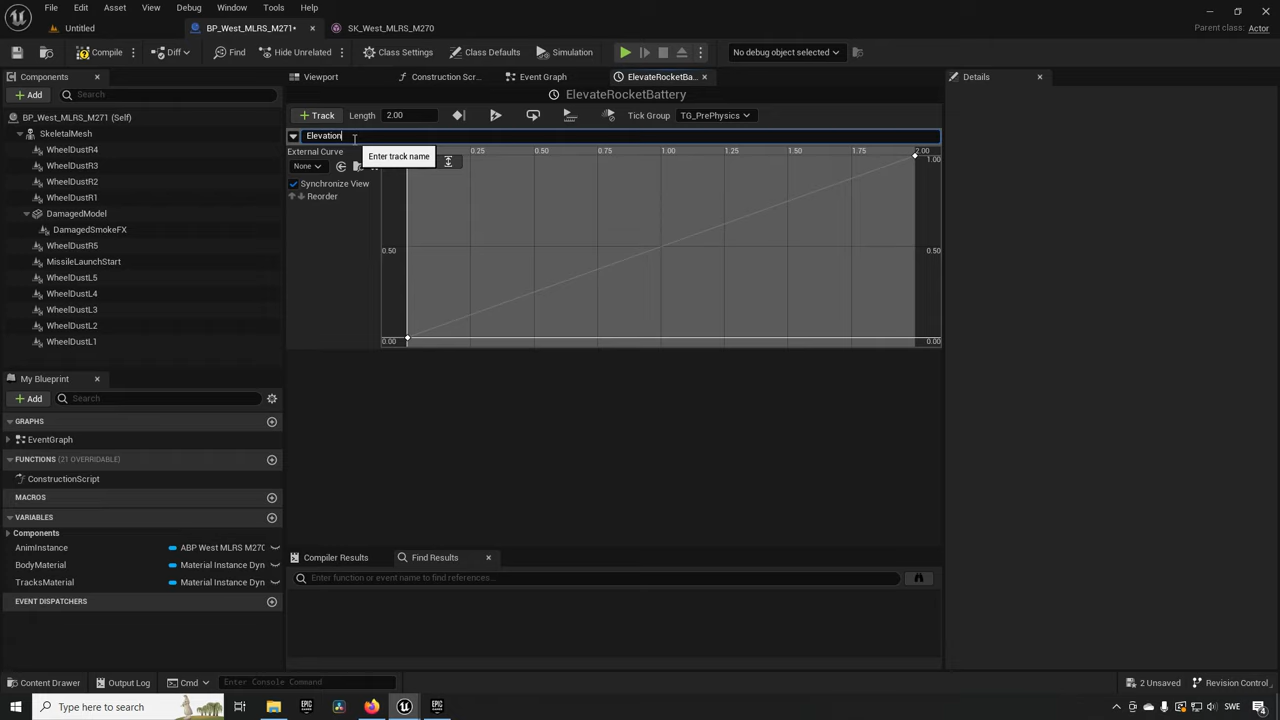 File Edit Asset View Debug Window Tools Help
Untitled
BP_West_MLRS_M271*
SK_West_M270
Parent class: Actor
Compile
Diff
Find
Hide Unrelated
Class Settings
Class Defaults
Simulation
No debug object selected
Components
Add
Search
BP_West_MLRS_M271 (Self)
SkeletalMesh
WheelDustR4
WheelDustR3
WheelDustR2
WheelDustR1
DamagedModel
DamagedSmokeFX
WheelDustR5
MissileLaunchStart
WheelDustL5
WheelDustL4
WheelDustL3
WheelDustL2
WheelDustL1
My Blueprint
Add
Search
GRAPHS
EventGraph
FUNCTIONS (21 OVERRIDABLE)
ConstructionScript
MACROS
VARIABLES
Components
AnimInstance ABP West MLRS M270
BodyMaterial Material Instance Dyn
TracksMaterial Material Instance Dyn
EVENT DISPATCHERS
Viewport
Construction Scr...
Event Graph
ElevateRocketBa...
ElevateRocketBattery
Track
Length 2.00
Tick Group TG_PrePhysics
Elevation
Enter track name
External Curve
None
Synchronize View
Reorder
0.25 0.50 0.75 1.00 1.25 1.50 1.75 2.00
1.00
0.50 0.50
0.00 0.00
Compiler Results
Find Results
Enter function or event name to find references...
Details
Content Drawer
Output Log
Cmd
Enter Console Command
2 Unsaved
Revision Control
Type here to search
SWE